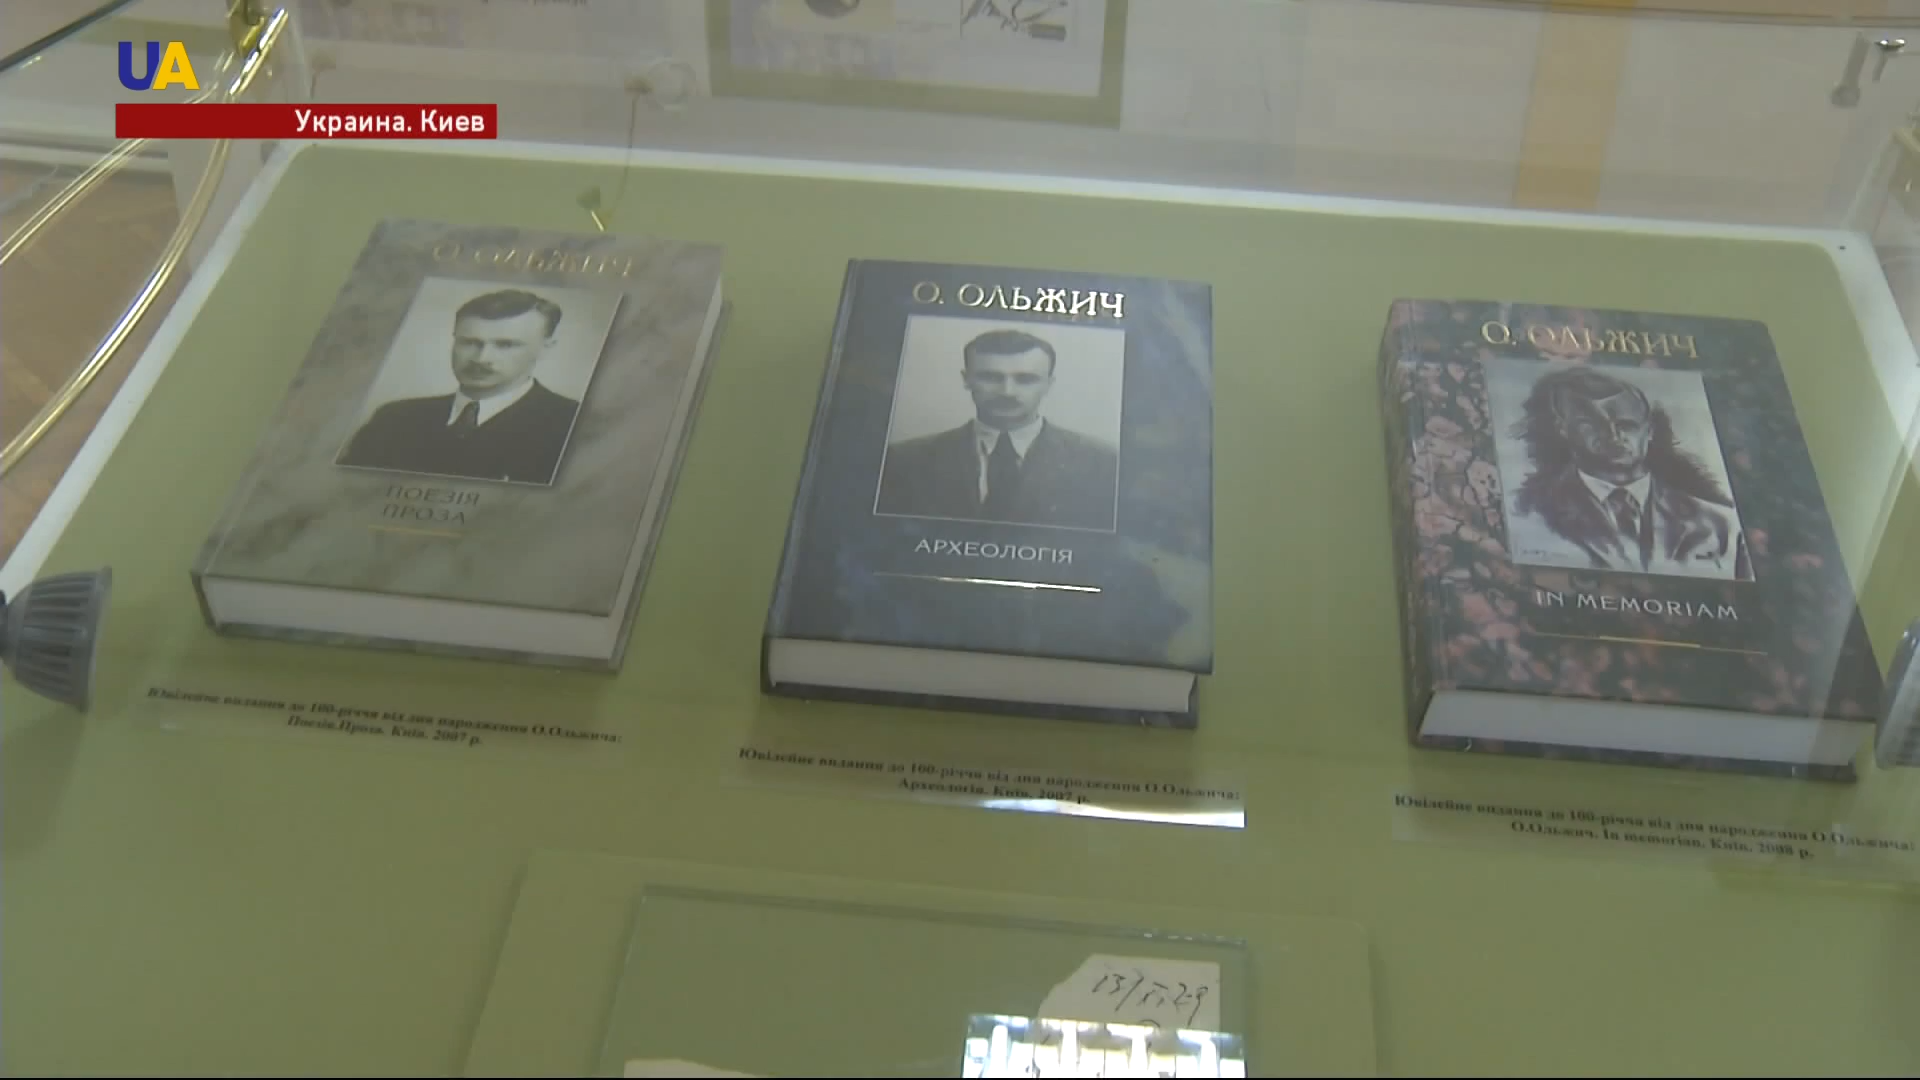 UA
Украина. Киев
О. ОЛЬЖИЧ
ПОЕЗІЯ
ПРОЗА
Ювілейне видання до 100-річчя від дня народження О.Ольжича:
Поезія.Проза. Київ. 2007 р.
О. ОЛЬЖИЧ
АРХЕОЛОГІЯ
Ювілейне видання до 100-річчя від дня народження О.Ольжича:
Археологія. Київ. 2007 р.
О. ОЛЬЖИЧ
IN MEMORIAM
Ювілейне видання до 100-річчя від дня народження О.Ольжича:
О.Ольжич. In memoriam. Київ. 2008 р.